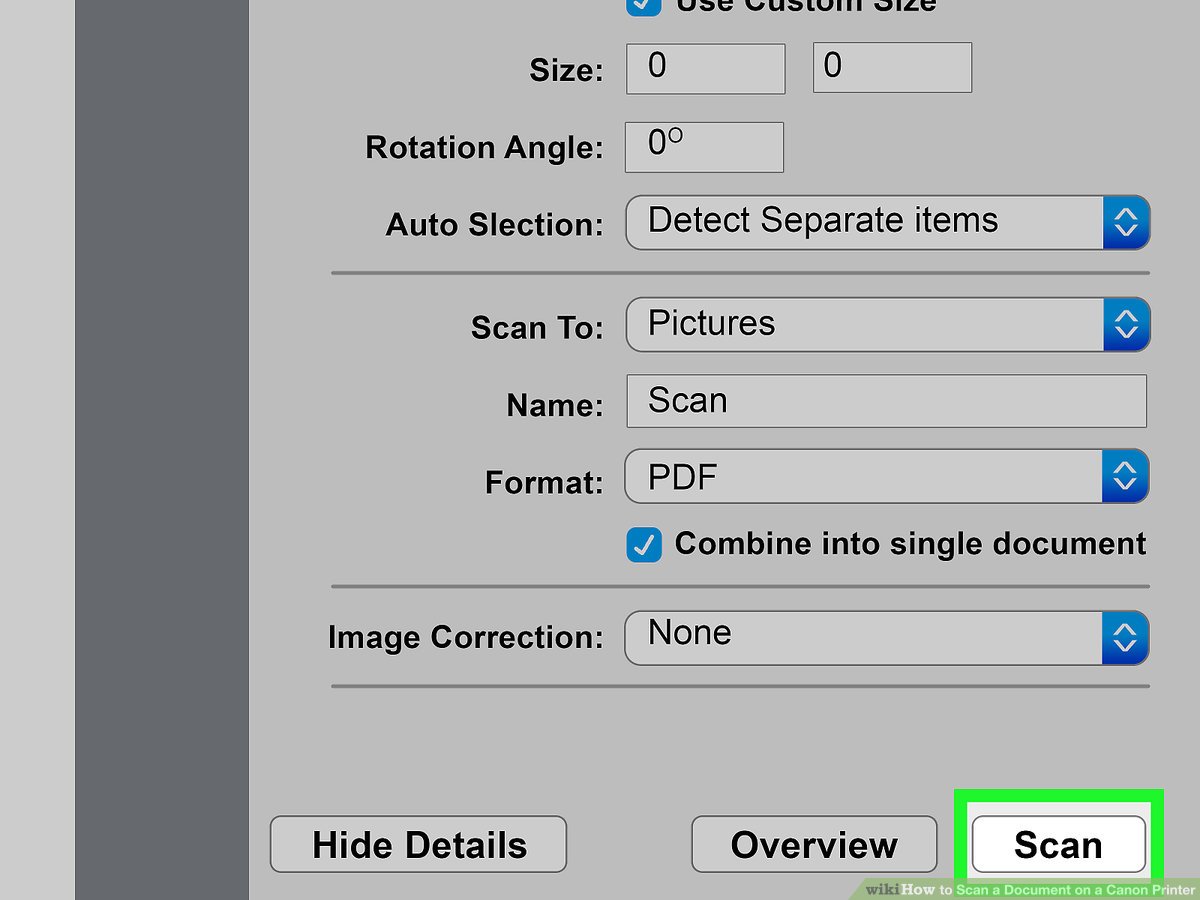 Use Custom Size
Size: 0 0
Rotation Angle: 0º
Auto Slection: Detect Separate items
Scan To: Pictures
Name: Scan
Format: PDF
Combine into single document
Image Correction: None
Hide Details Overview Scan
wikiHow to Scan a Document on a Canon Printer